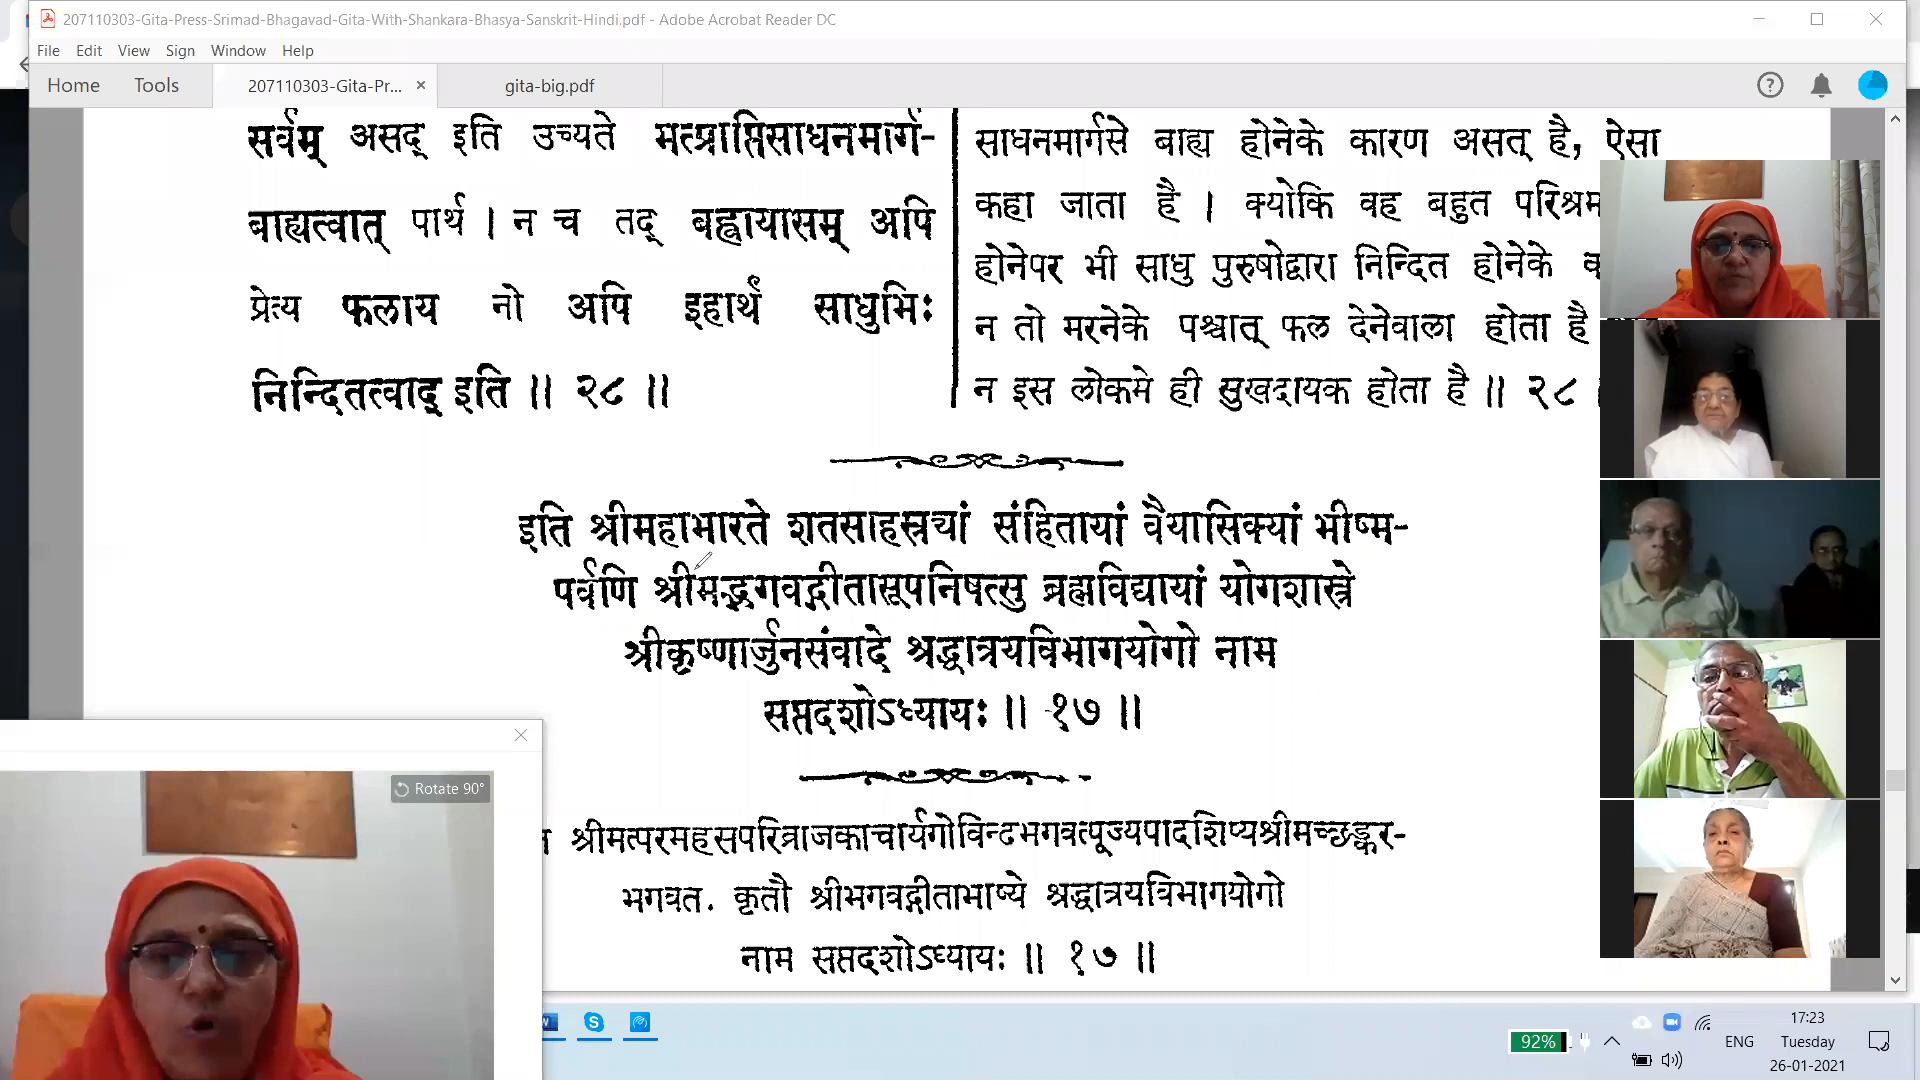 207110303-Gita-Press-Srimad-Bhagavad-Gita-With-Shankara-Bhasya-Sanskrit-Hindi.pdf - Adobe Acrobat Reader DC
File Edit View Sign Window Help
Home Tools 207110303-Gita-Pr... × gita-big.pdf
सर्वम् असद् इति उच्यते मत्प्राप्तिसाधनमार्ग-
बाह्यत्वात् पार्थ । न च तद् बह्वायासम् अपि
प्रेत्य फलाय नो अपि इहार्थं साधुभिः
निन्दितत्वाद् इति ॥ २८ ॥
साधनमार्गसे बाह्य होनेके कारण असत् है, ऐसा
कहा जाता है । क्योंकि वह बहुत परिश्रम
होनेपर भी साधु पुरुषोद्वारा निन्दित होनेके
न तो मरनेके पश्चात् फल देनेवाला होता है
न इस लोकमे ही सुखदायक होता है ॥ २८
इति श्रीमहाभारते शतसाहस्र्यां संहितायां वैयासिक्यां भीष्म-
पर्वणि श्रीमद्भगवद्गीतासूपनिषत्सु ब्रह्मविद्यायां योगशास्त्रे
श्रीकृष्णार्जुनसंवादे श्रद्धात्रयविभागयोगो नाम
सप्तदशोऽध्यायः ॥ १७ ॥
श्रीमत्परमहसपरिव्राजकाचार्यगोविन्दभगवत्पूज्यपादशिष्यश्रीमच्छङ्कर-
भगवत. कृतौ श्रीभगवद्गीताभाष्ये श्रद्धात्रयविभागयोगो
नाम सप्तदशोऽध्यायः ॥ १७ ॥
Rotate 90°
92% ENG 17:23
Tuesday
26-01-2021